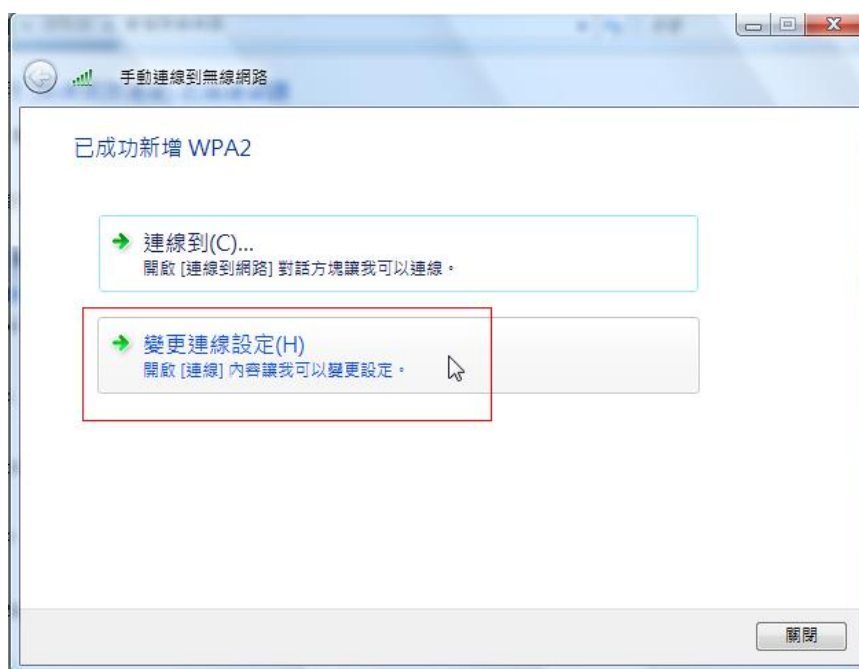 手動連線到無線網路
已成功新增 WPA2
連線到(C)...
開啟 [連線到網路] 對話方塊讓我可以連線。
變更連線設定(H)
開啟 [連線] 內容讓我可以變更設定。
關閉